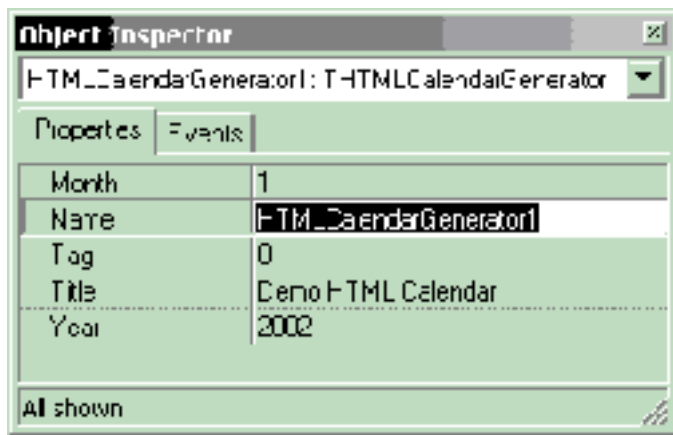 Object Inspector
HTMLCalendarGenerator1: THTMLCalendarGenerator
Properties Events
Month 1
Name HTMLCalendarGenerator1
Tag 0
Title Demo HTML Calendar
Year 2002
All shown